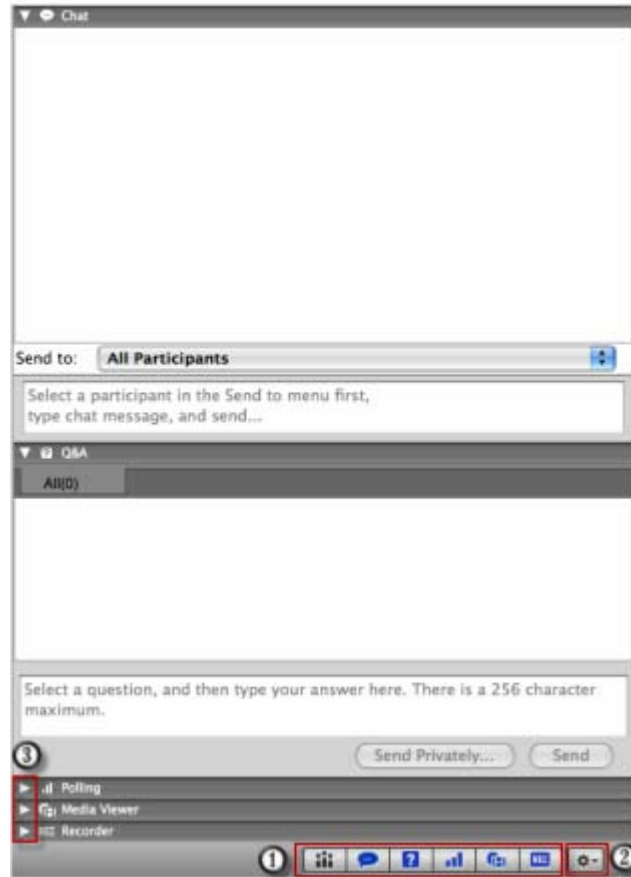 Chat
Send to: All Participants
Select a participant in the Send to menu first,
type chat message, and send...
Q&A
All(0)
Select a question, and then type your answer here. There is a 256 character
maximum.
3
Send Privately... Send
Polling
Media Viewer
Recorder
1 2